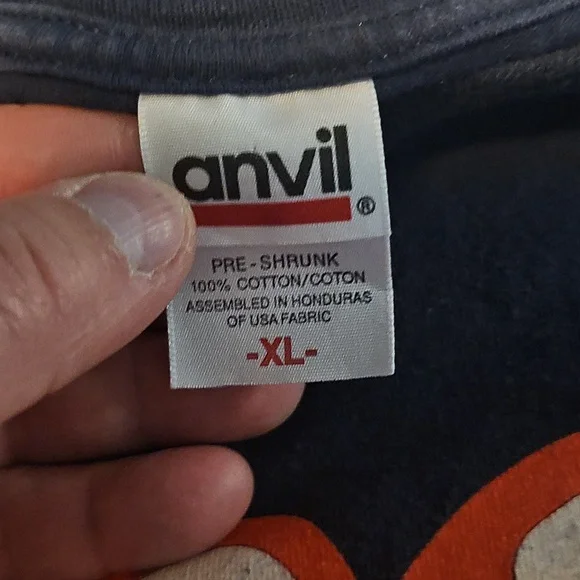 anvil®
PRE-SHRUNK
100% COTTON/COTON
ASSEMBLED IN HONDURAS
OF USA FABRIC
-XL-